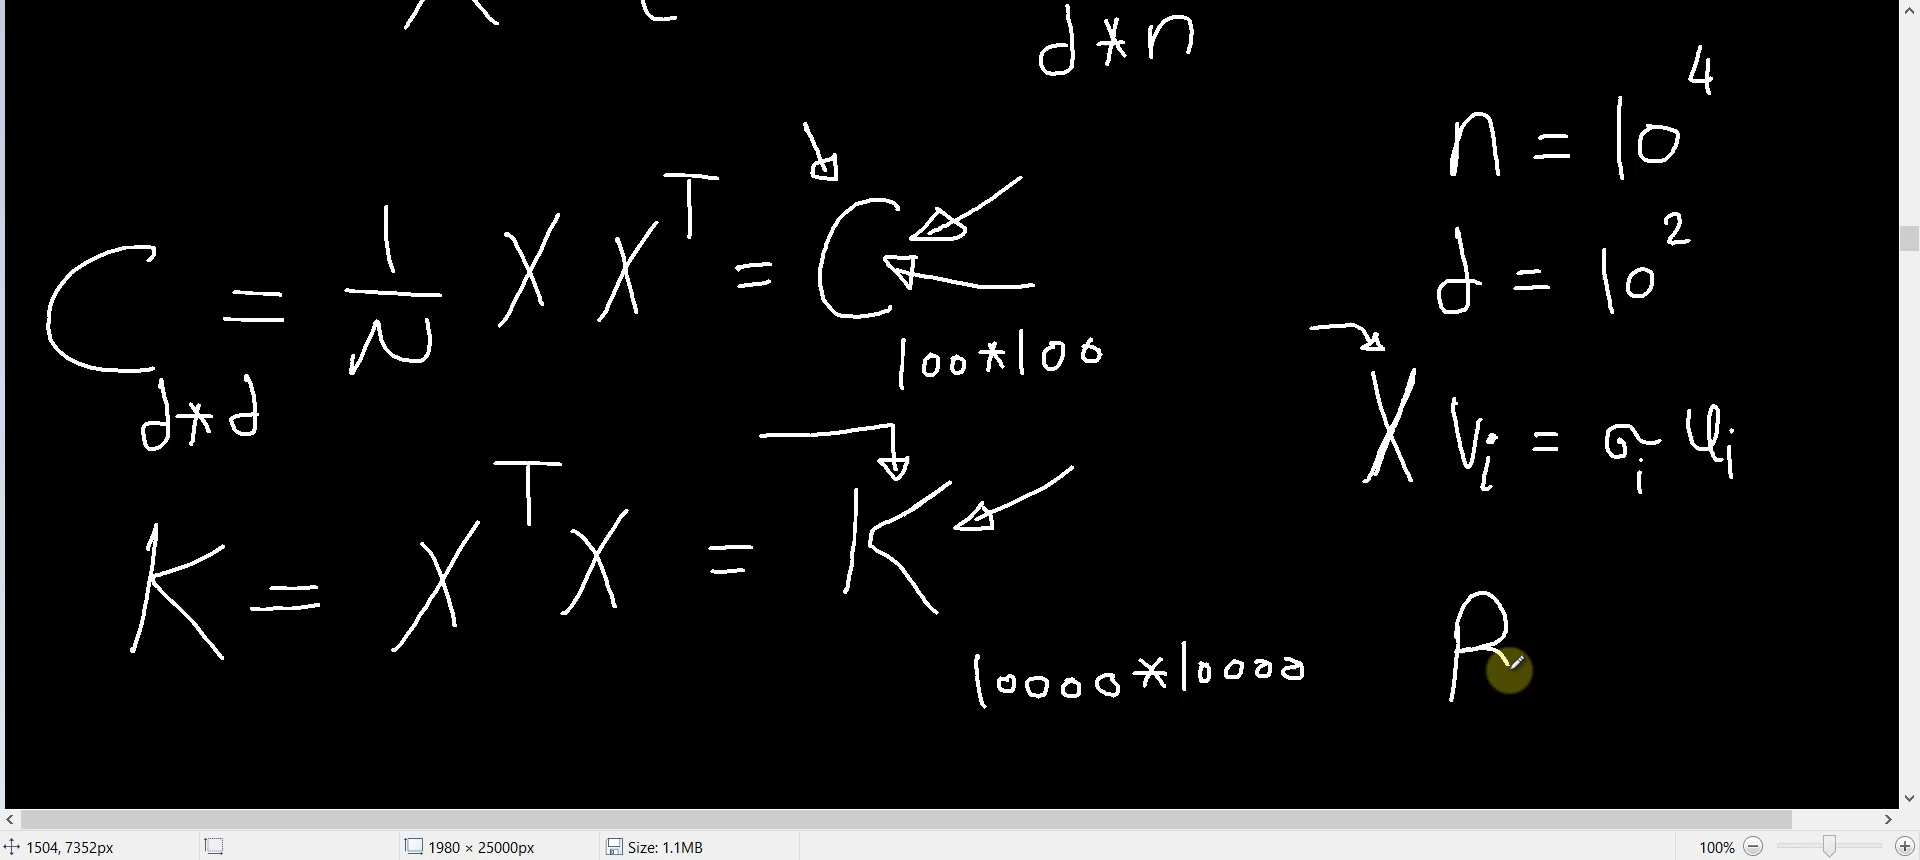 d*n
n = 10^4
C = 1/N X X^T = C
d*d
100*100
d = 10^2
X v_i = σ_i u_i
K = X^T X = K
10000*10000
R
1504, 7352px
1980 × 25000px
Size: 1.1MB
100%